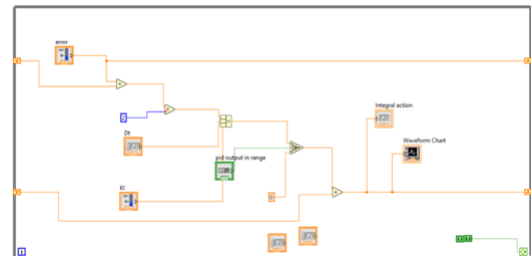 error
Integral action
Dt
Waveform Chart
pid output in range
KI
i